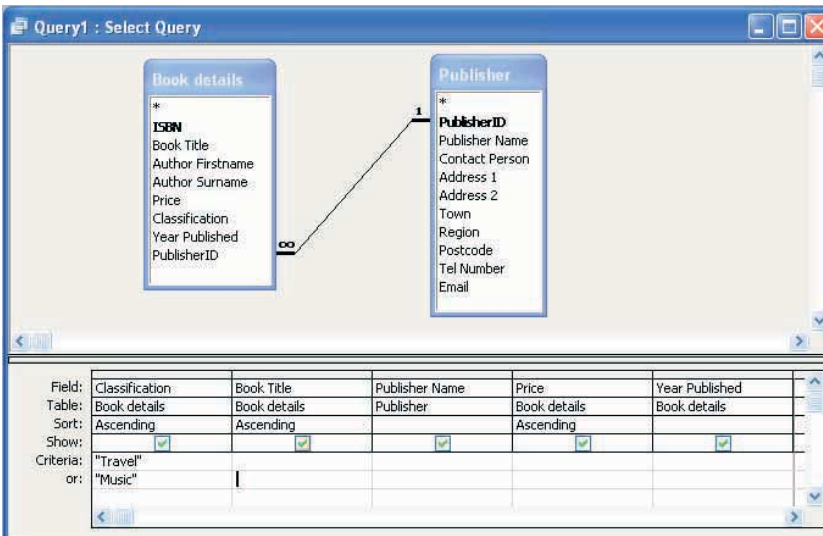 Query1 : Select Query
Book details
*
ISBN
Book Title
Author Firstname
Author Surname
Price
Classification
Year Published
PublisherID
∞
1
Publisher
*
PublisherID
Publisher Name
Contact Person
Address 1
Address 2
Town
Region
Postcode
Tel Number
Email
Field: Classification Book Title Publisher Name Price Year Published
Table: Book details Book details Publisher Book details Book details
Sort: Ascending Ascending Ascending
Show:
Criteria: "Travel"
or: "Music"